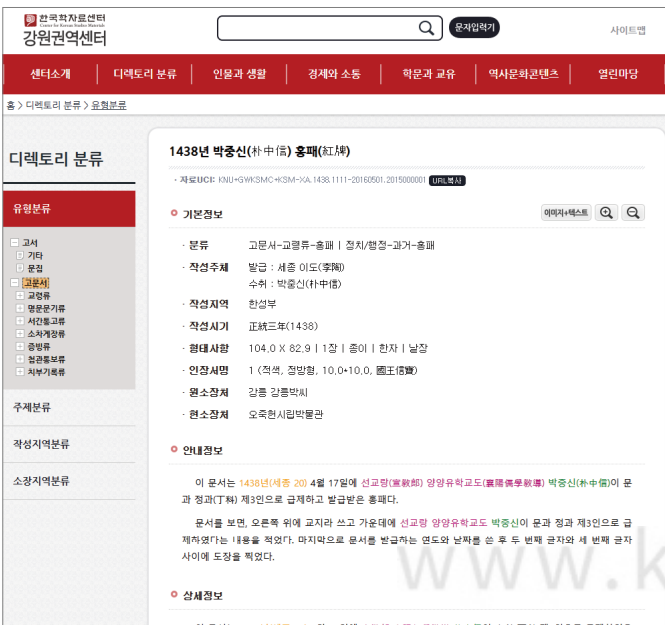 한국학자료센터
Center for Korean Studies Materials
강원권역센터
문자입력기
사이트맵
센터소개
디렉토리 분류
인물과 생활
경제와 소통
학문과 교유
역사문화콘텐츠
열린마당
홈 > 디렉토리 분류 > 유형분류
디렉토리 분류
유형분류
고서
기타
문집
고문서
교령류
명문문기류
서간통고류
소차계장류
증빙류
첩관통보류
치부기록류
주제분류
작성지역분류
소장지역분류
1438년 박중신(朴中信) 홍패(紅牌)
· 자료UCI: KNU+GWKSMC+KSM-XA.1438.1111-20160501.2015000001 URL복사
기본정보
이미지+텍스트
· 분류 고문서-교령류-홍패 | 정치/행정-과거-홍패
· 작성주체 발급 : 세종 이도(李祹)
수취 : 박중신(朴中信)
· 작성지역 한성부
· 작성시기 正統三年(1438)
· 형태사항 104.0 X 82.9 | 1장 | 종이 | 한자 | 낱장
· 인장서명 1 (적색, 정방형, 10.0*10.0, 國王信寶)
· 원소장처 강릉 강릉박씨
· 현소장처 오죽헌시립박물관
안내정보
이 문서는 1438년(세종 20) 4월 17일에 선교랑(宣敎郞) 양양유학교도(襄陽儒學敎導) 박중신(朴中信)이 문
과 정과(丁科) 제3인으로 급제하고 발급받은 홍패다.
문서를 보면, 오른쪽 위에 교지라 쓰고 가운데에 선교랑 양양유학교도 박중신이 문과 정과 제3인으로 급
제하였다는 내용을 적었다. 마지막으로 문서를 발급하는 연도와 날짜를 쓴 후 두 번째 글자와 세 번째 글자
사이에 도장을 찍었다.
www.k
상세정보